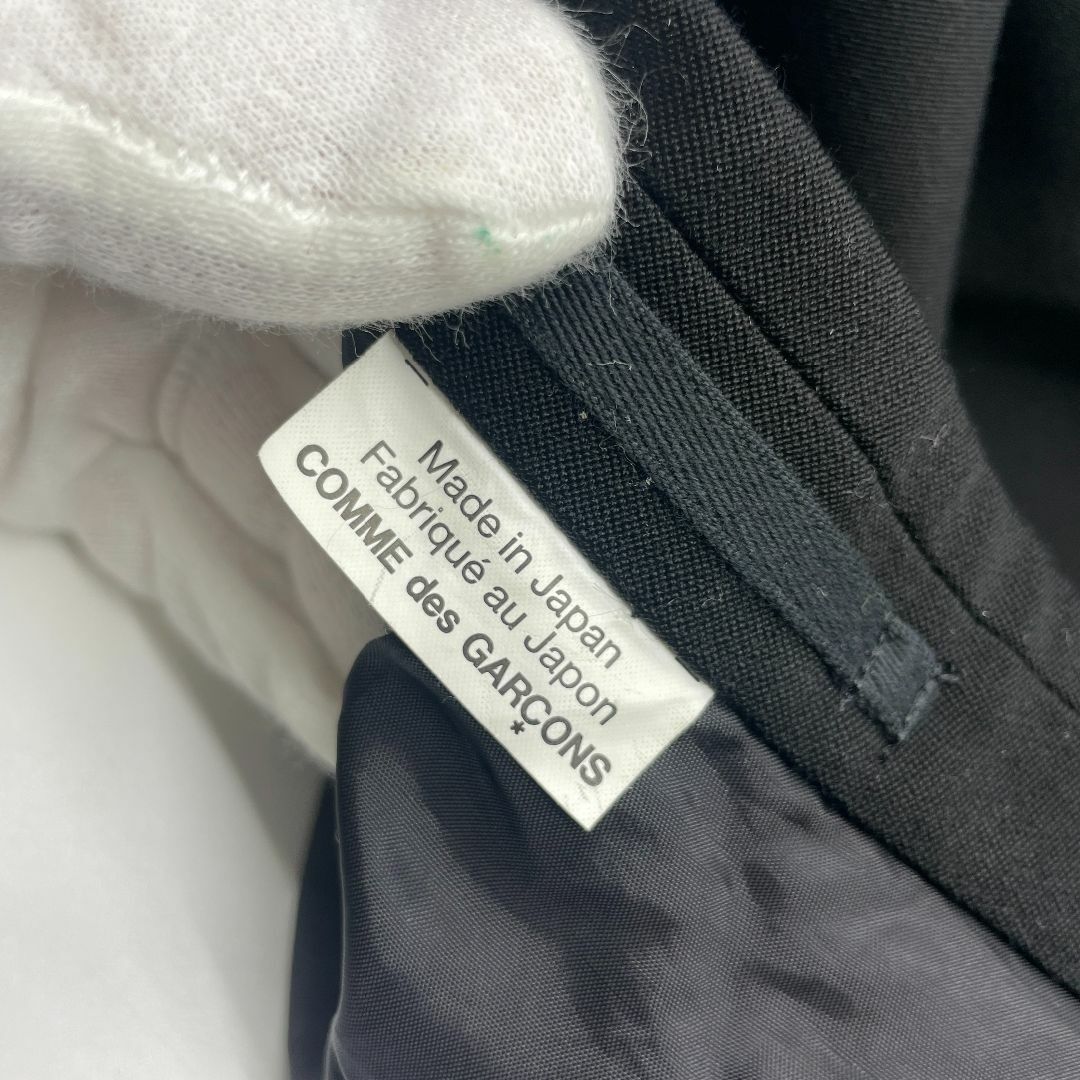 Made in Japan
Fabriqué au Japon
COMME des GARÇONS
*